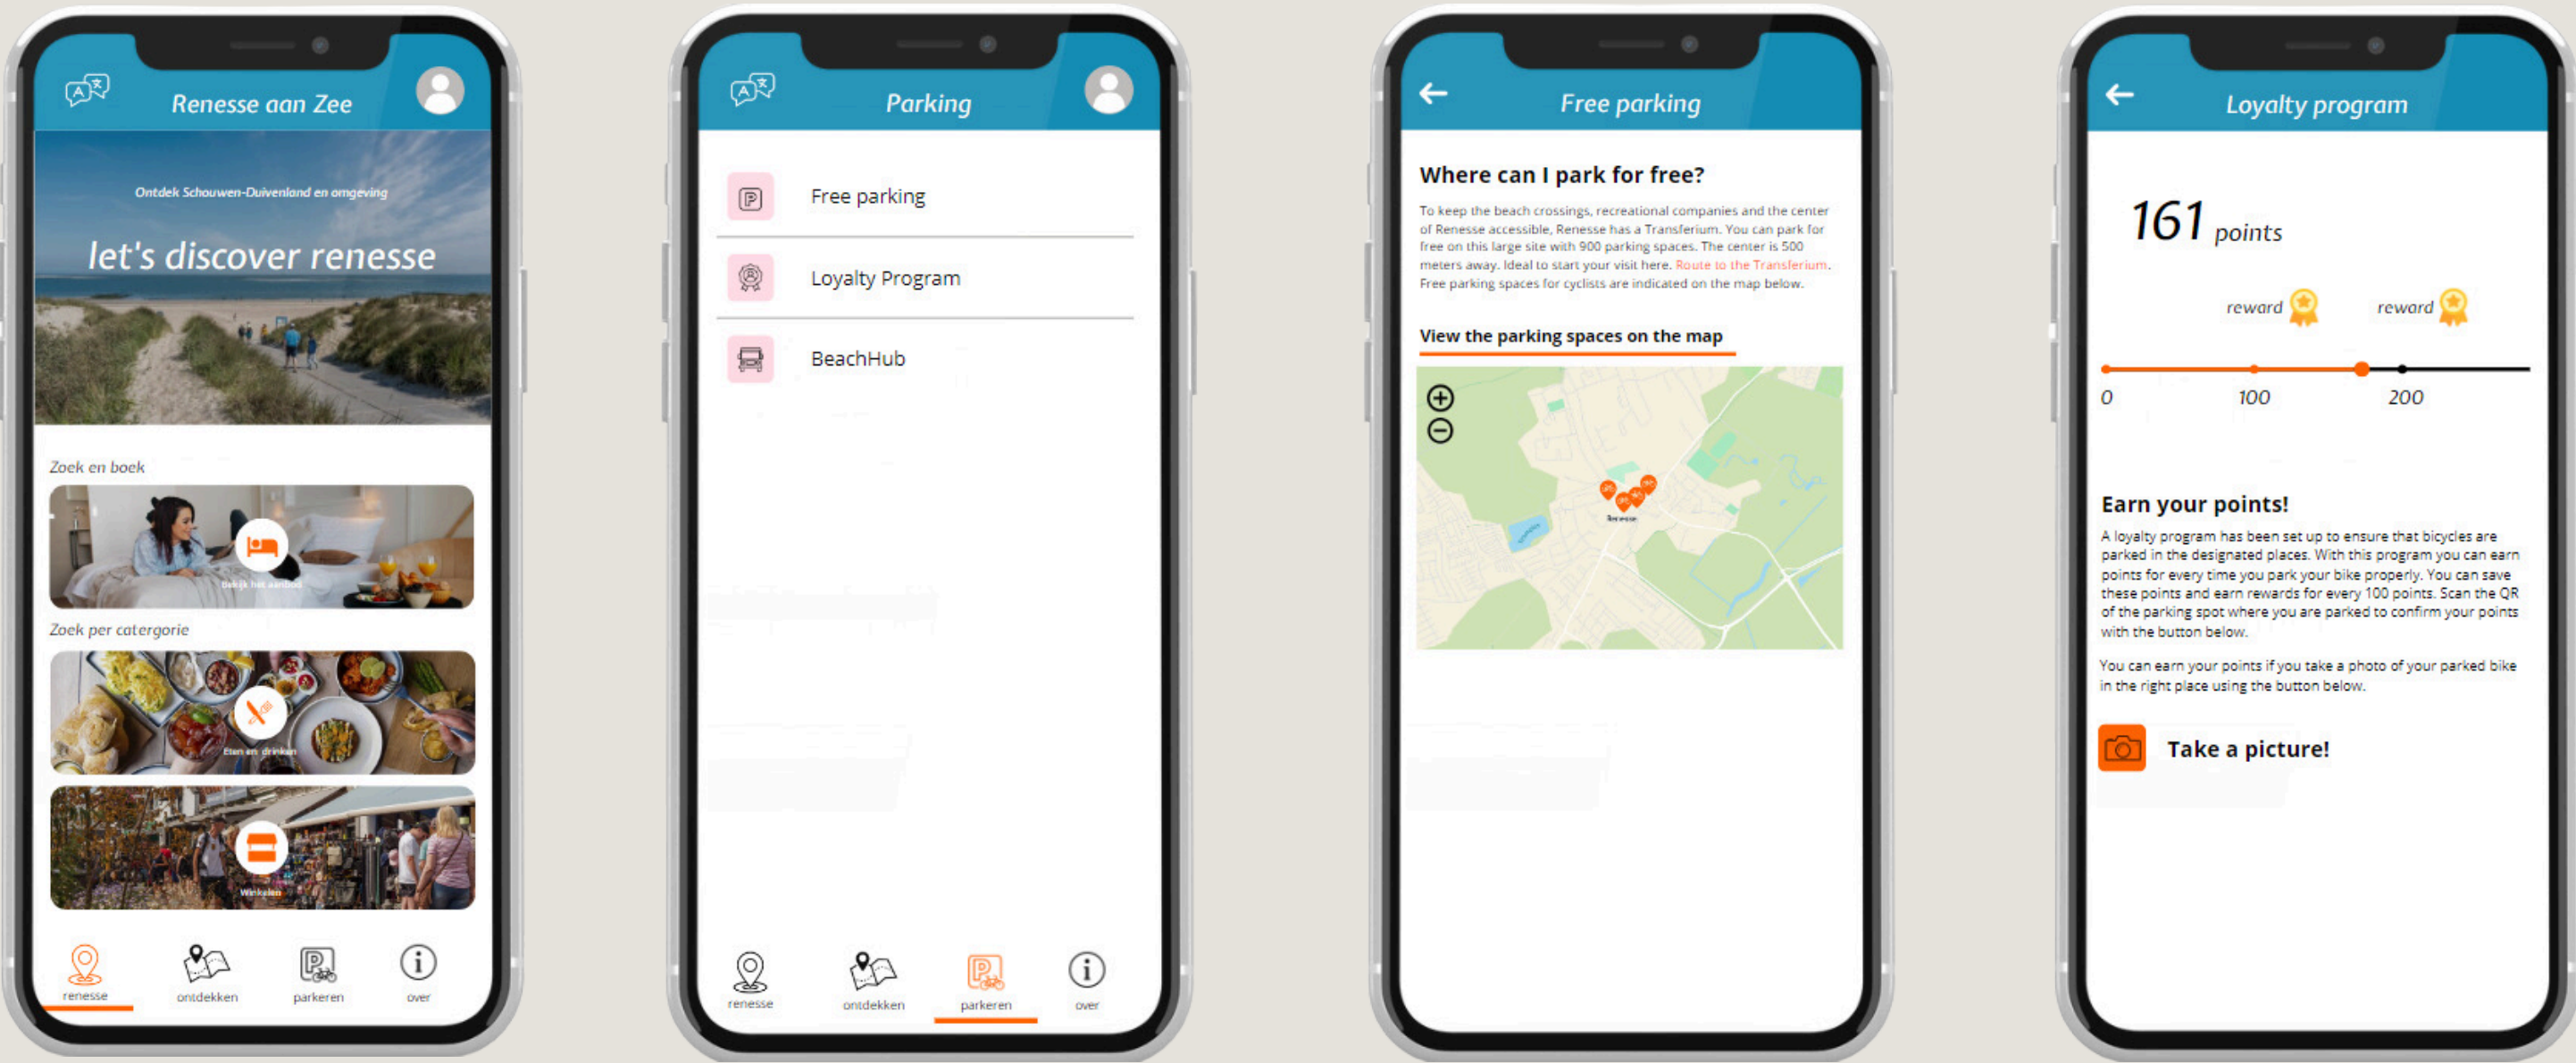 Renesse aan Zee
Ontdek Schouwen-Duivenland en omgeving
let's discover renesse
Zoek en boek
Bekijk het aanbod
Zoek per catergorie
Eten en drinken
Winkelen
renesse
ontdekken
parkeren
over
Parking
Free parking
Loyalty Program
BeachHub
renesse
ontdekken
parkeren
over
Free parking
Where can I park for free?
To keep the beach crossings, recreational companies and the center
of Renesse accessible, Renesse has a Transferium. You can park for
free on this large site with 900 parking spaces. The center is 500
meters away. Ideal to start your visit here. Route to the Transferium.
Free parking spaces for cyclists are indicated on the map below.
View the parking spaces on the map
Renesse
Loyalty program
161 points
reward
reward
0
100
200
Earn your points!
A loyalty program has been set up to ensure that bicycles are
parked in the designated places. With this program you can earn
points for every time you park your bike properly. You can save
these points and earn rewards for every 100 points. Scan the QR
of the parking spot where you are parked to confirm your points
with the button below.
You can earn your points if you take a photo of your parked bike
in the right place using the button below.
Take a picture!